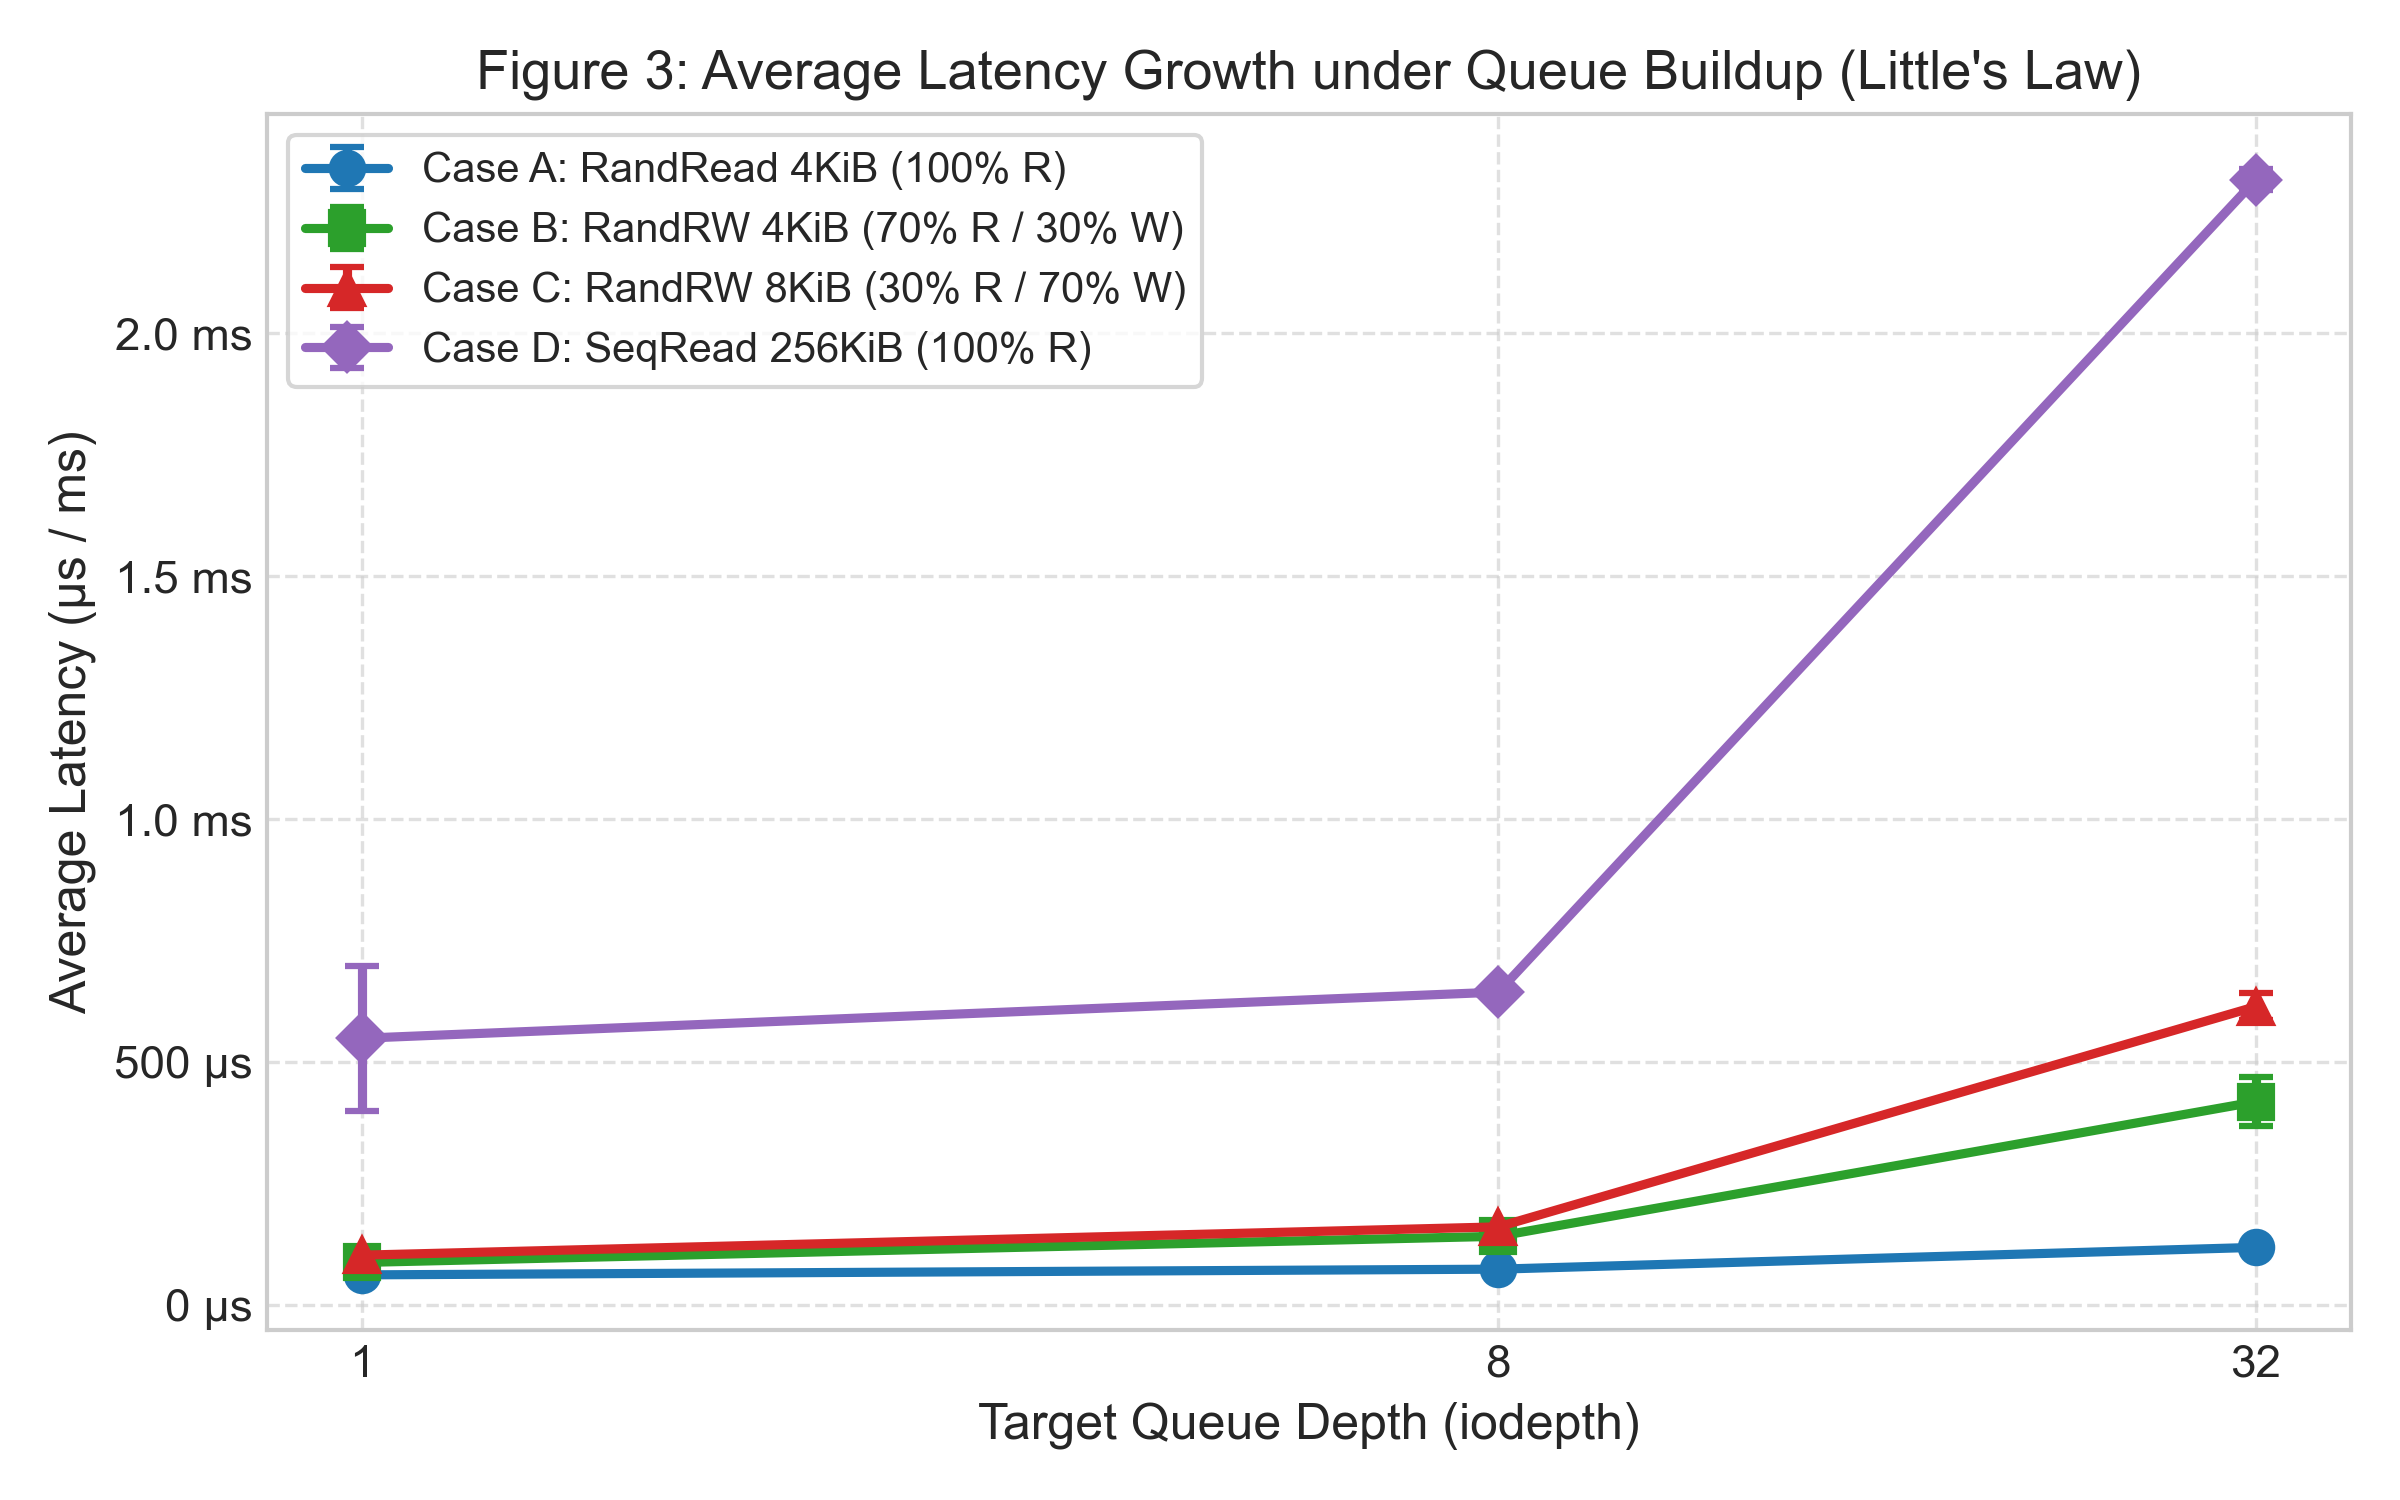 Figure 3: Average Latency Growth under Queue Buildup (Little's Law)
Case A: RandRead 4KiB (100% R)
Case B: RandRW 4KiB (70% R / 30% W)
Case C: RandRW 8KiB (30% R / 70% W)
Case D: SeqRead 256KiB (100% R)
Average Latency (µs / ms)
2.0 ms
1.5 ms
1.0 ms
500 µs
0 µs
1
8
32
Target Queue Depth (iodepth)